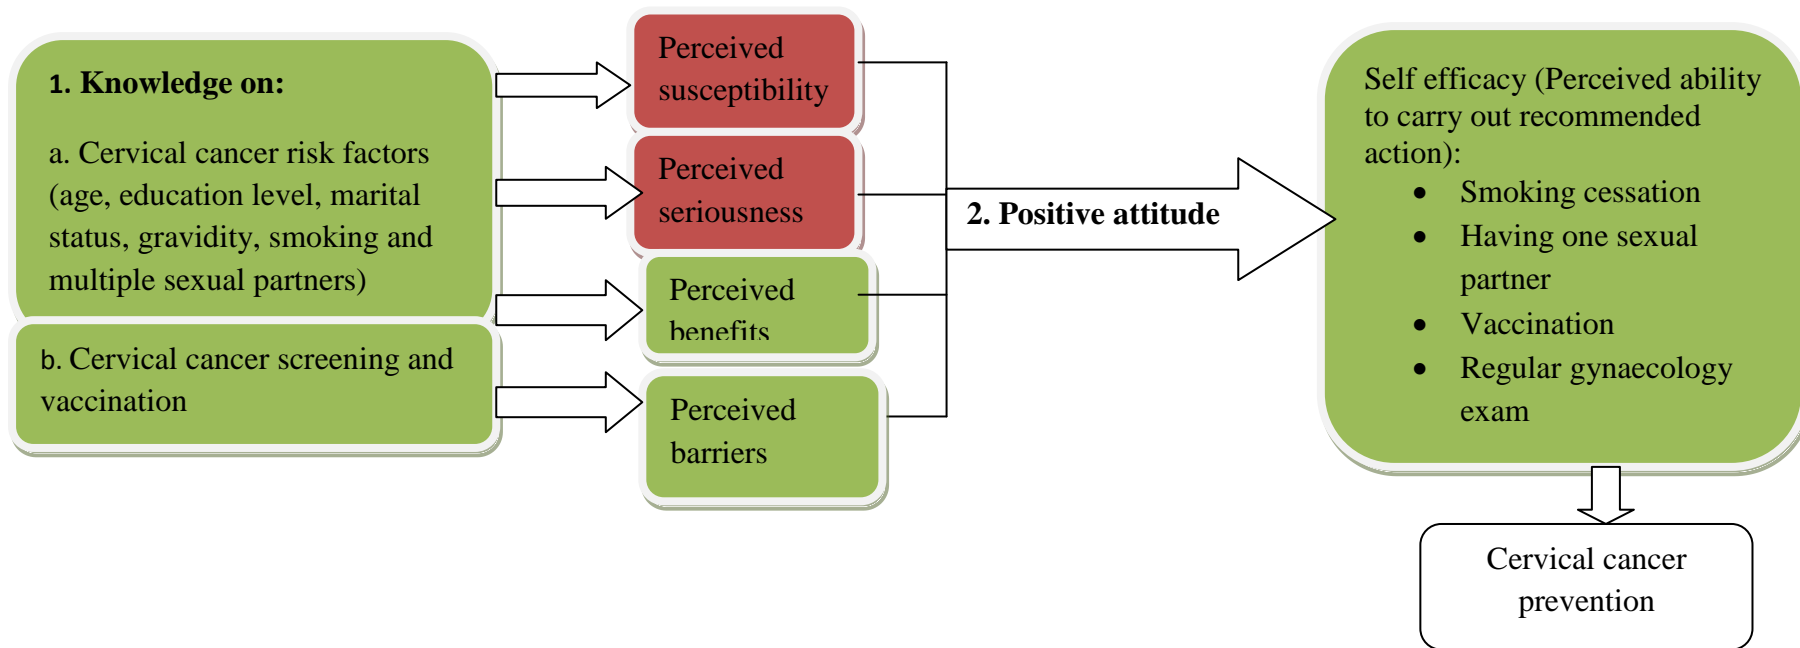 1. Knowledge on:
a. Cervical cancer risk factors
(age, education level, marital
status, gravidity, smoking and
multiple sexual partners)
b. Cervical cancer screening and
vaccination
Perceived
susceptibility
Perceived
seriousness
Perceived
benefits
Perceived
barriers
2. Positive attitude
Self efficacy (Perceived ability
to carry out recommended
action):
• Smoking cessation
• Having one sexual
partner
• Vaccination
• Regular gynaecology
exam
Cervical cancer
prevention